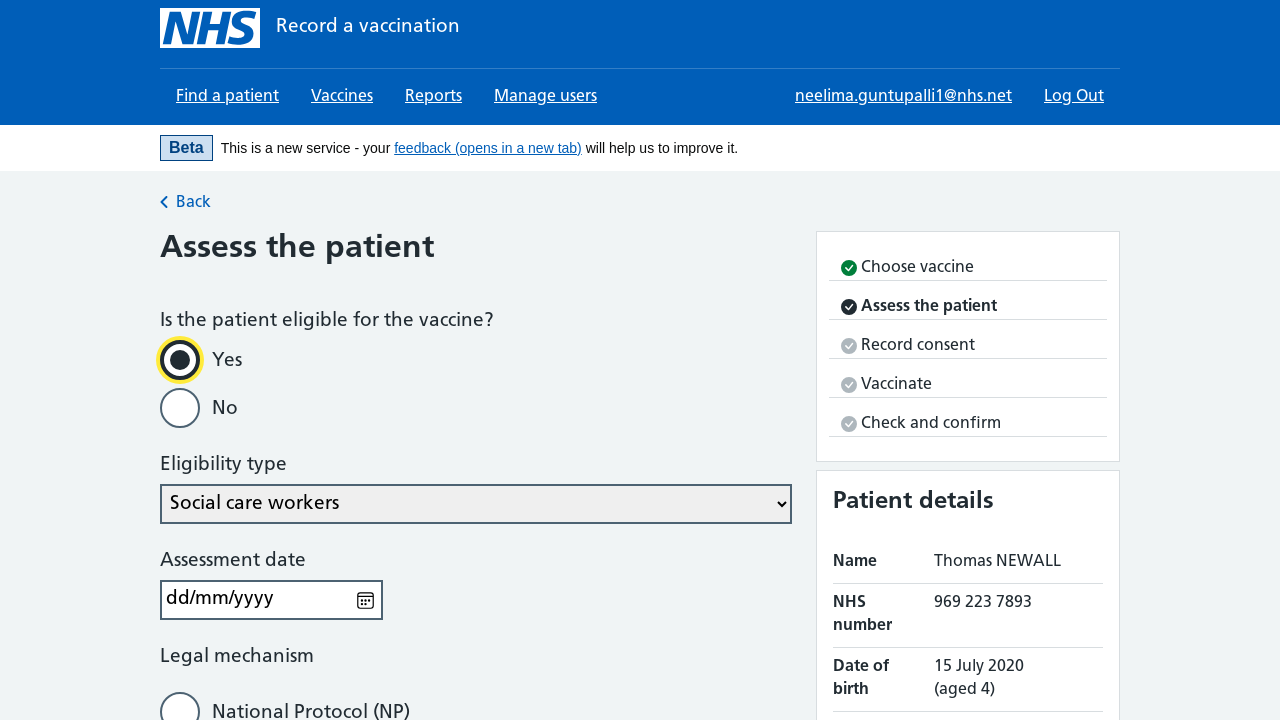 NHS Record a vaccination
Find a patient Vaccines Reports Manage users neelima.guntupalli1@nhs.net Log Out
Beta This is a new service - your feedback (opens in a new tab) will help us to improve it.
Back
Assess the patient
Is the patient eligible for the vaccine?
Yes
No
Eligibility type
Social care workers
Assessment date
dd/mm/yyyy
Legal mechanism
National Protocol (NP)
Choose vaccine
Assess the patient
Record consent
Vaccinate
Check and confirm
Patient details
Name Thomas NEWALL
NHS number 969 223 7893
Date of birth 15 July 2020 (aged 4)